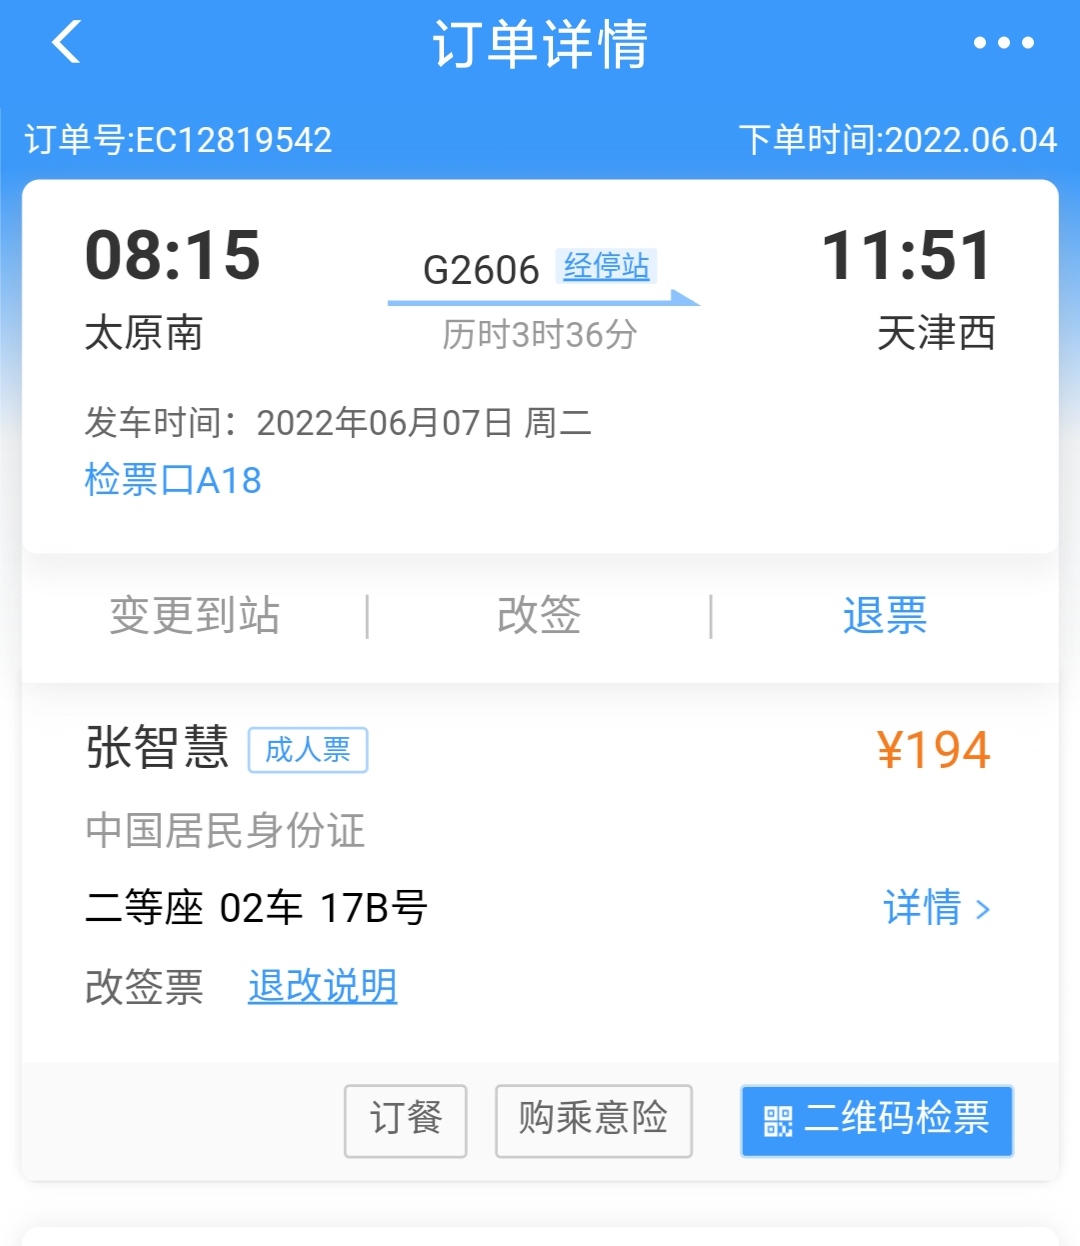 订单详情
订单号:EC12819542 下单时间:2022.06.04
08:15 G2606 经停站 11:51
太原南 历时3时36分 天津西
发车时间：2022年06月07日 周二
检票口A18
变更到站 改签 退票
张智慧 成人票 ¥194
中国居民身份证
二等座 02车 17B号 详情
改签票 退改说明
订餐 购乘意险 二维码检票